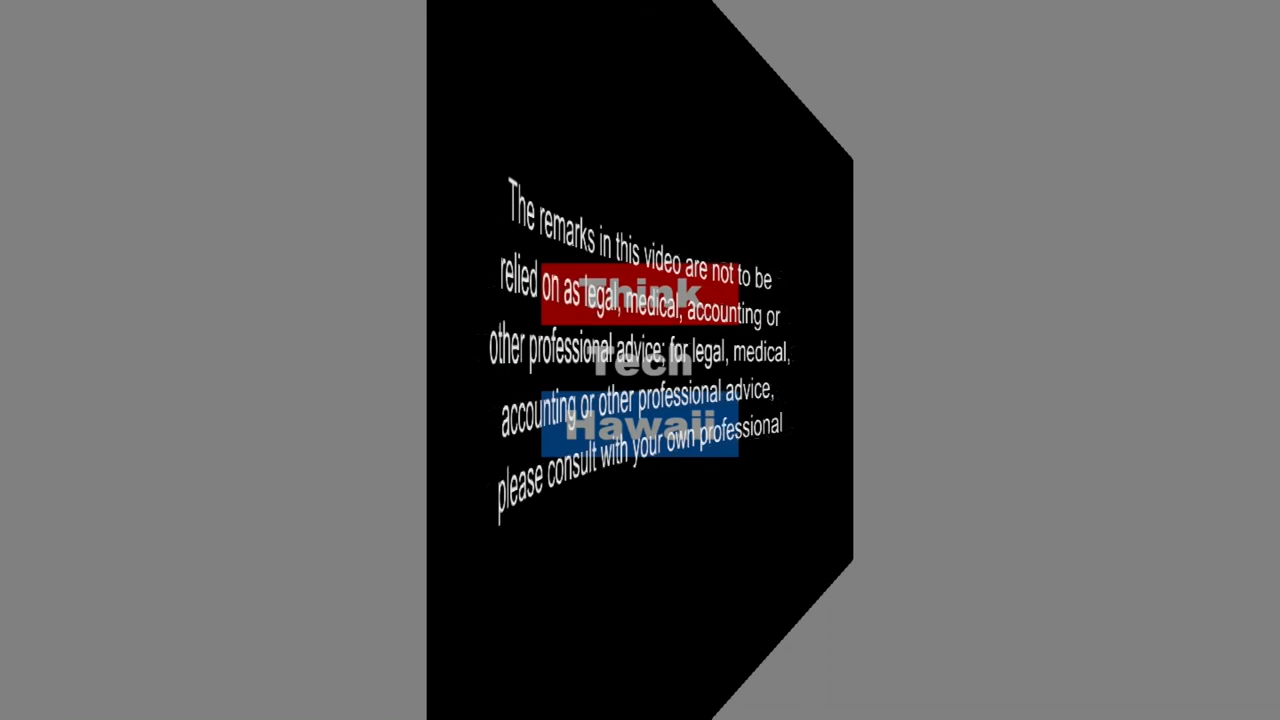 The remarks in this video are not to be
relied on as legal, medical, accounting or
other professional advice; for legal, medical,
accounting or other professional advice,
please consult with your own professional
Think
Tech
Hawaii